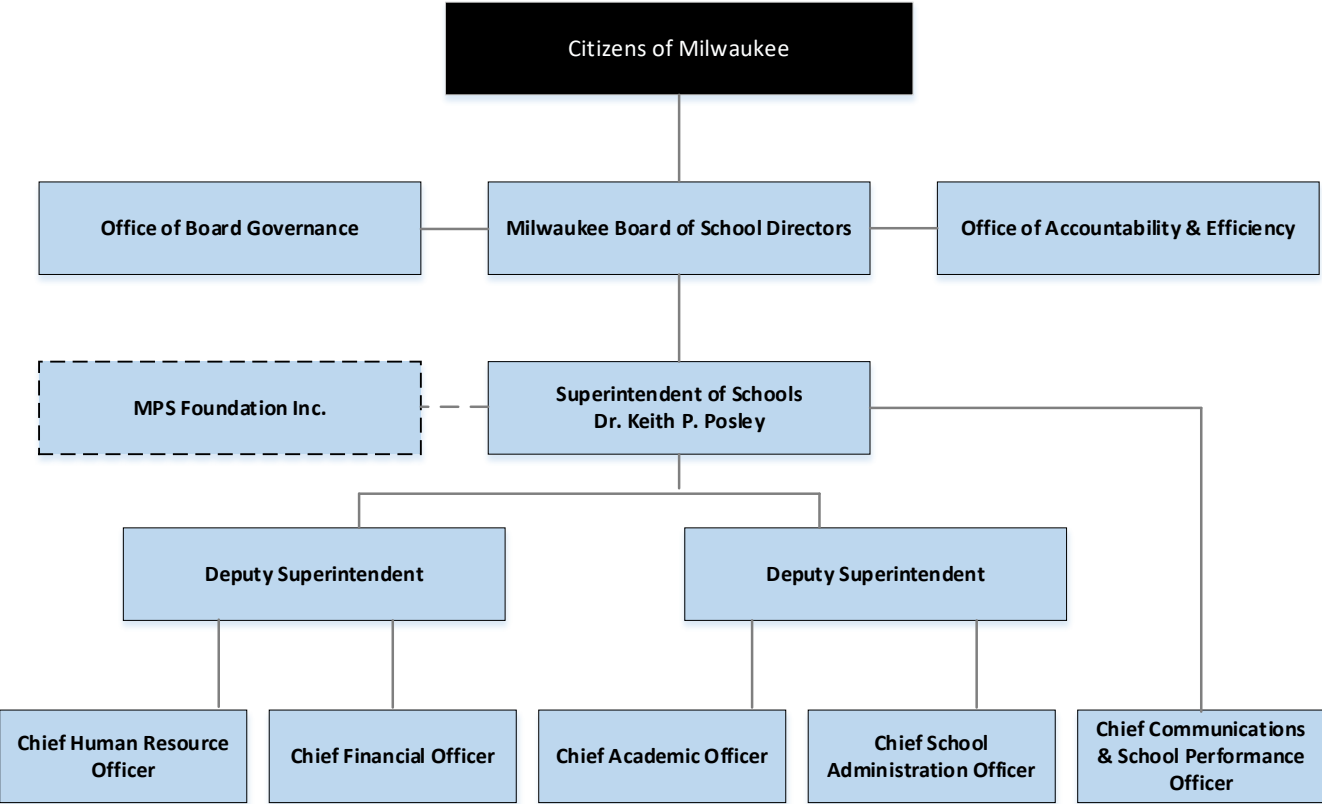 Citizens of Milwaukee
Office of Board Governance
Milwaukee Board of School Directors
Office of Accountability & Efficiency
MPS Foundation Inc.
Superintendent of Schools
Dr. Keith P. Posley
Deputy Superintendent
Deputy Superintendent
Chief Human Resource
Officer
Chief Financial Officer
Chief Academic Officer
Chief School
Administration Officer
Chief Communications
& School Performance
Officer